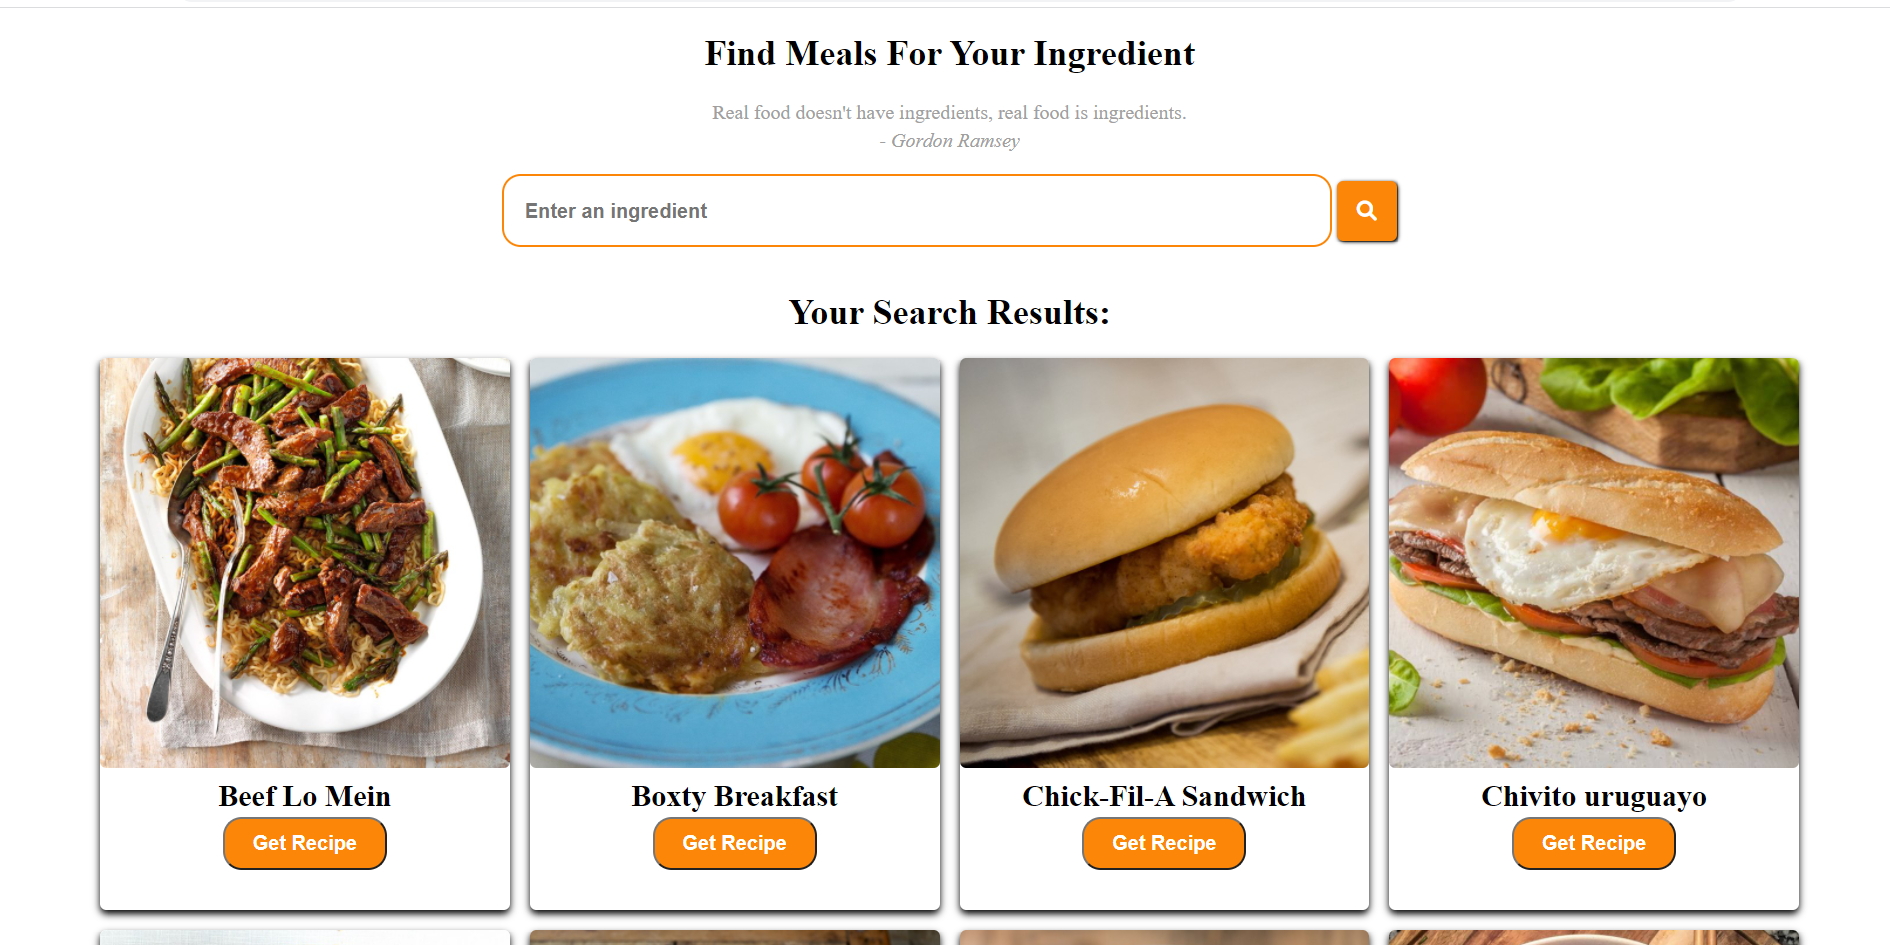 Find Meals For Your Ingredient
Real food doesn't have ingredients, real food is ingredients.
- Gordon Ramsey
Enter an ingredient
Your Search Results:
Beef Lo Mein
Get Recipe
Boxty Breakfast
Get Recipe
Chick-Fil-A Sandwich
Get Recipe
Chivito uruguayo
Get Recipe